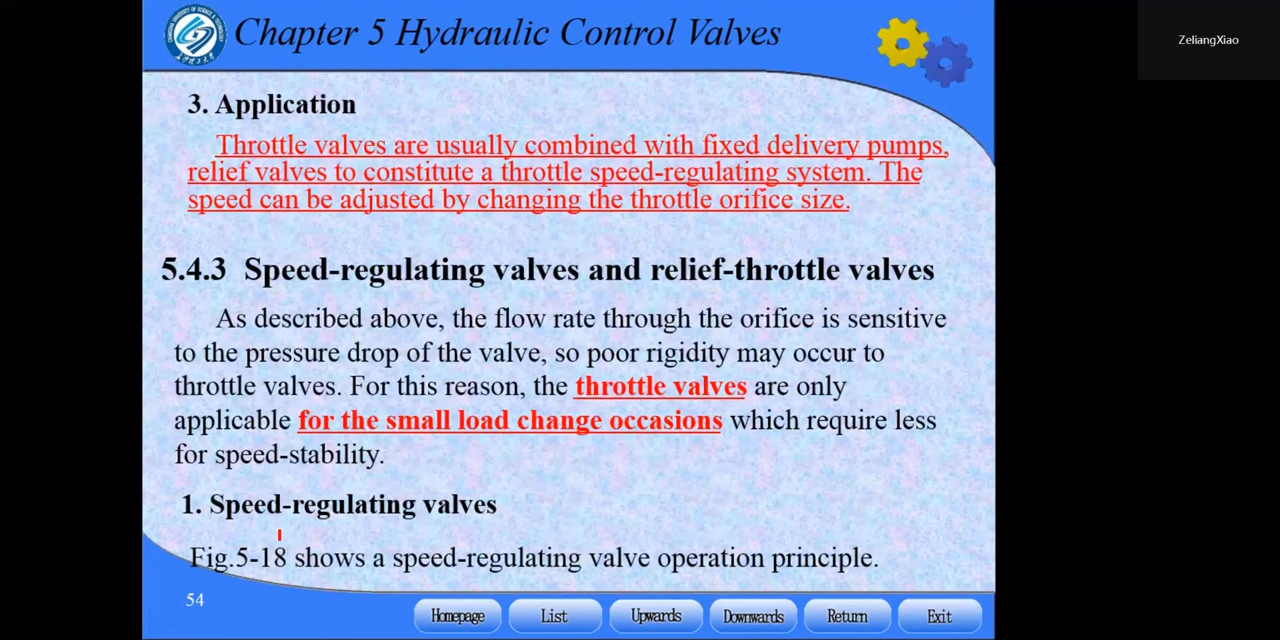 Chapter 5 Hydraulic Control Valves
ZeliangXiao
3. Application
Throttle valves are usually combined with fixed delivery pumps,
relief valves to constitute a throttle speed-regulating system. The
speed can be adjusted by changing the throttle orifice size.
5.4.3 Speed-regulating valves and relief-throttle valves
As described above, the flow rate through the orifice is sensitive
to the pressure drop of the valve, so poor rigidity may occur to
throttle valves. For this reason, the throttle valves are only
applicable for the small load change occasions which require less
for speed-stability.
1. Speed-regulating valves
Fig.5-18 shows a speed-regulating valve operation principle.
54
Homepage List Upwards Downwards Return Exit